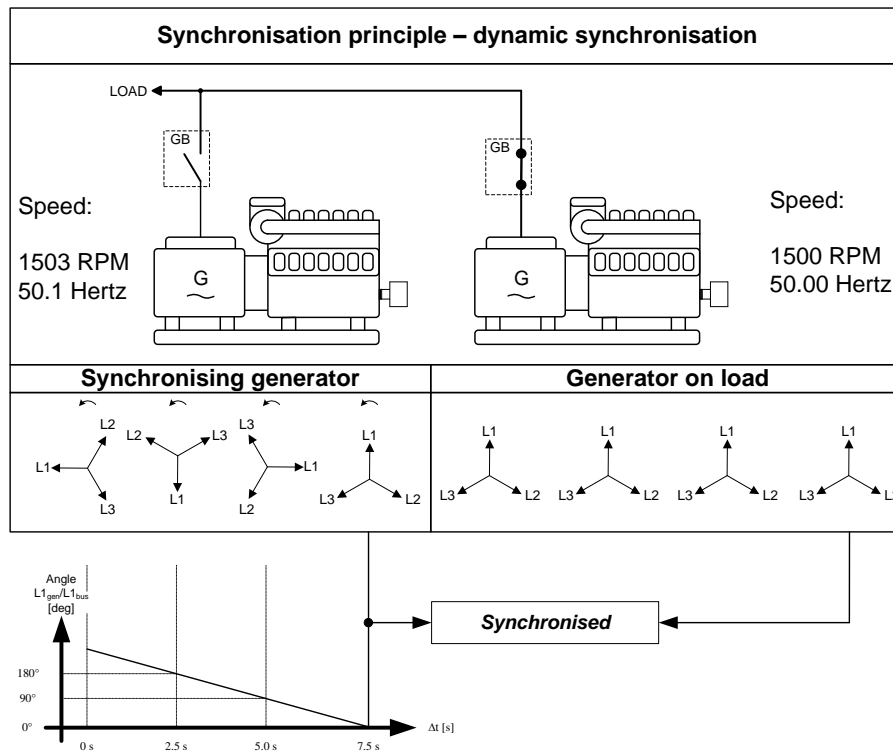 Synchronisation principle – dynamic synchronisation
LOAD
GB
GB
Speed:
1503 RPM
50.1 Hertz
Speed:
1500 RPM
50.00 Hertz
G
G
Synchronising generator
Generator on load
L2
L1
L3
L2
L3
L1
L3
L1
L2
L1
L3
L2
L1
L3
L2
L1
L3
L2
L1
L3
L2
L1
L3
L2
Angle
L1gen/L1bus
[deg]
Synchronised
180°
90°
0°
Δt [s]
0 s
2.5 s
5.0 s
7.5 s